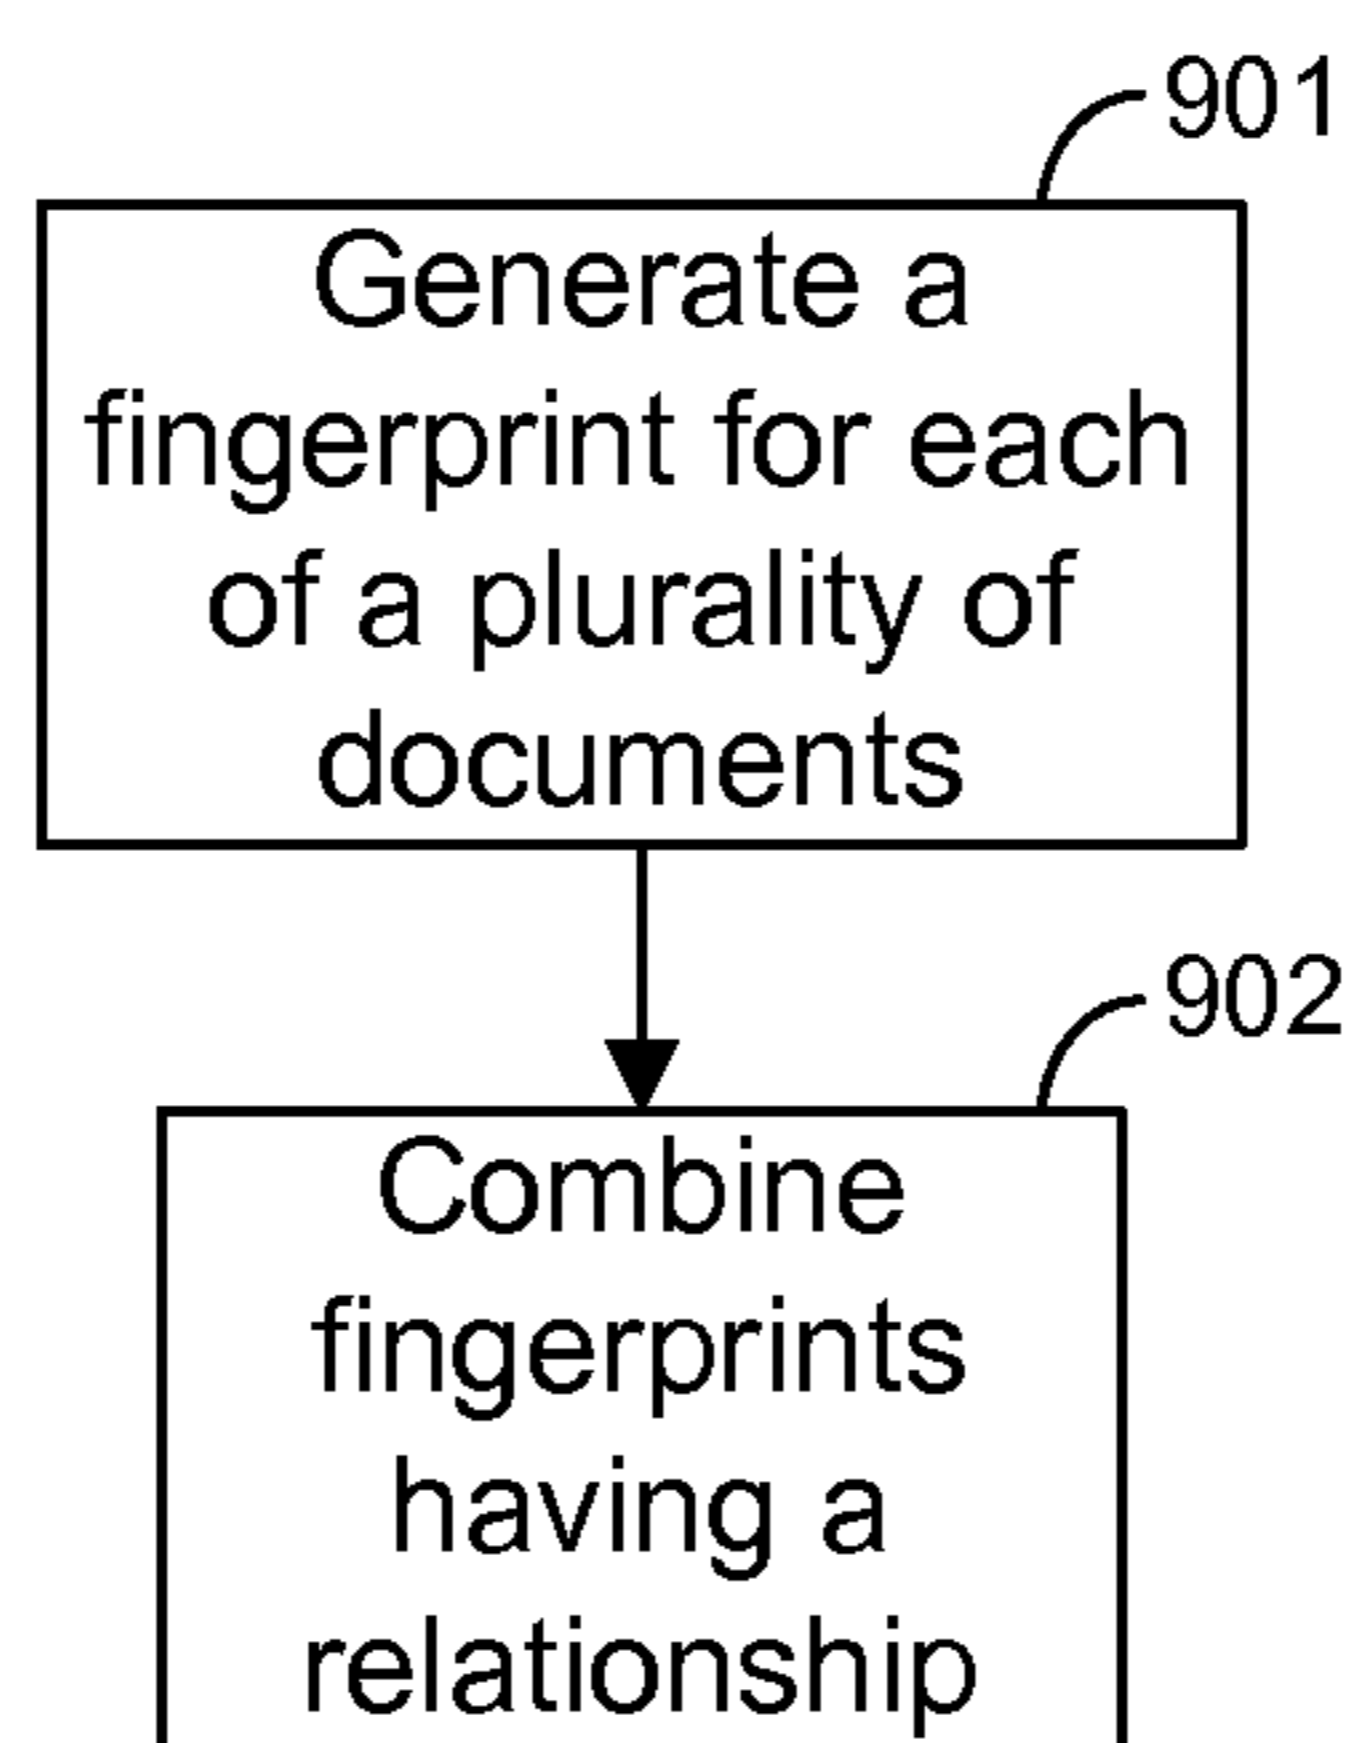 901
Generate a
fingerprint for each
of a plurality of
documents
902
Combine
fingerprints
having a
relationship